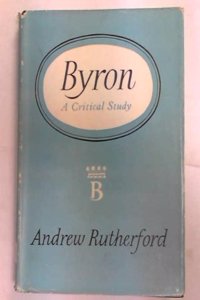 Byron
A Critical Study
B
Andrew Rutherford